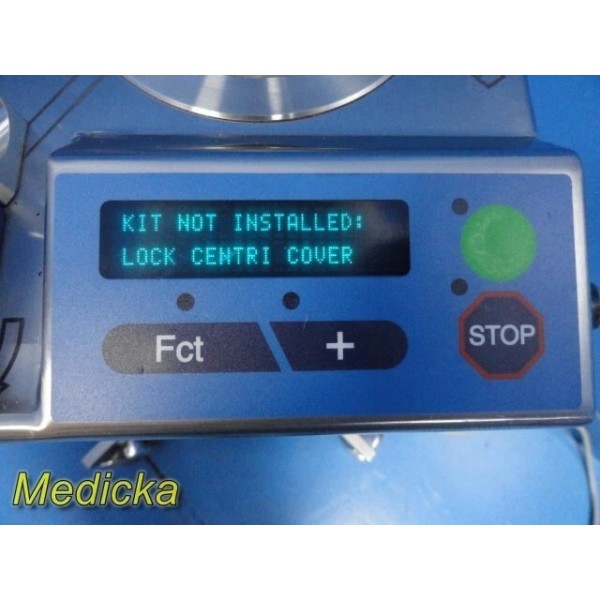 KIT NOT INSTALLED:
LOCK CENTRI COVER
Fct +
STOP
Medicka